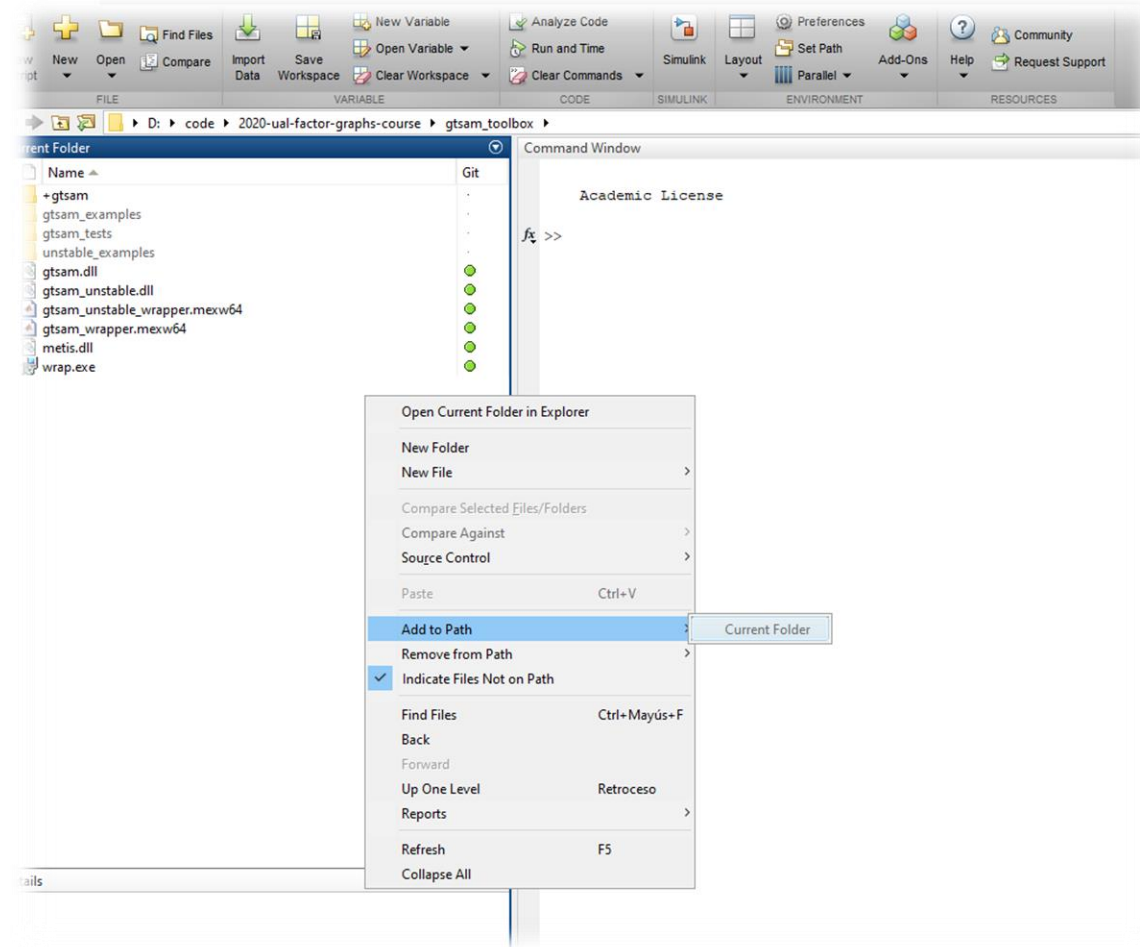 New Variable
Analyze Code
Preferences
Find Files
Community
New
Open
Open Variable
Run and Time
Set Path
Compare
Import
Data
Save
Workspace
Simulink
Layout
Add-Ons
Help
Request Support
Clear Workspace
Clear Commands
Parallel
FILE
VARIABLE
CODE
SIMULINK
ENVIRONMENT
RESOURCES
D: code 2020-ual-factor-graphs-course gtsam_toolbox
Folder
Command Window
Name
Git
+gtsam
Academic License
gtsam_examples
gtsam_tests
fx >>
unstable_examples
gtsam.dll
gtsam_unstable.dll
gtsam_unstable_wrapper.mexw64
gtsam_wrapper.mexw64
metis.dll
wrap.exe
Open Current Folder in Explorer
New Folder
New File
Compare Selected Files/Folders
Compare Against
Source Control
Paste Ctrl+V
Add to Path
Current Folder
Remove from Path
Indicate Files Not on Path
Find Files Ctrl+Mayús+F
Back
Forward
Up One Level Retroceso
Reports
Refresh F5
Collapse All